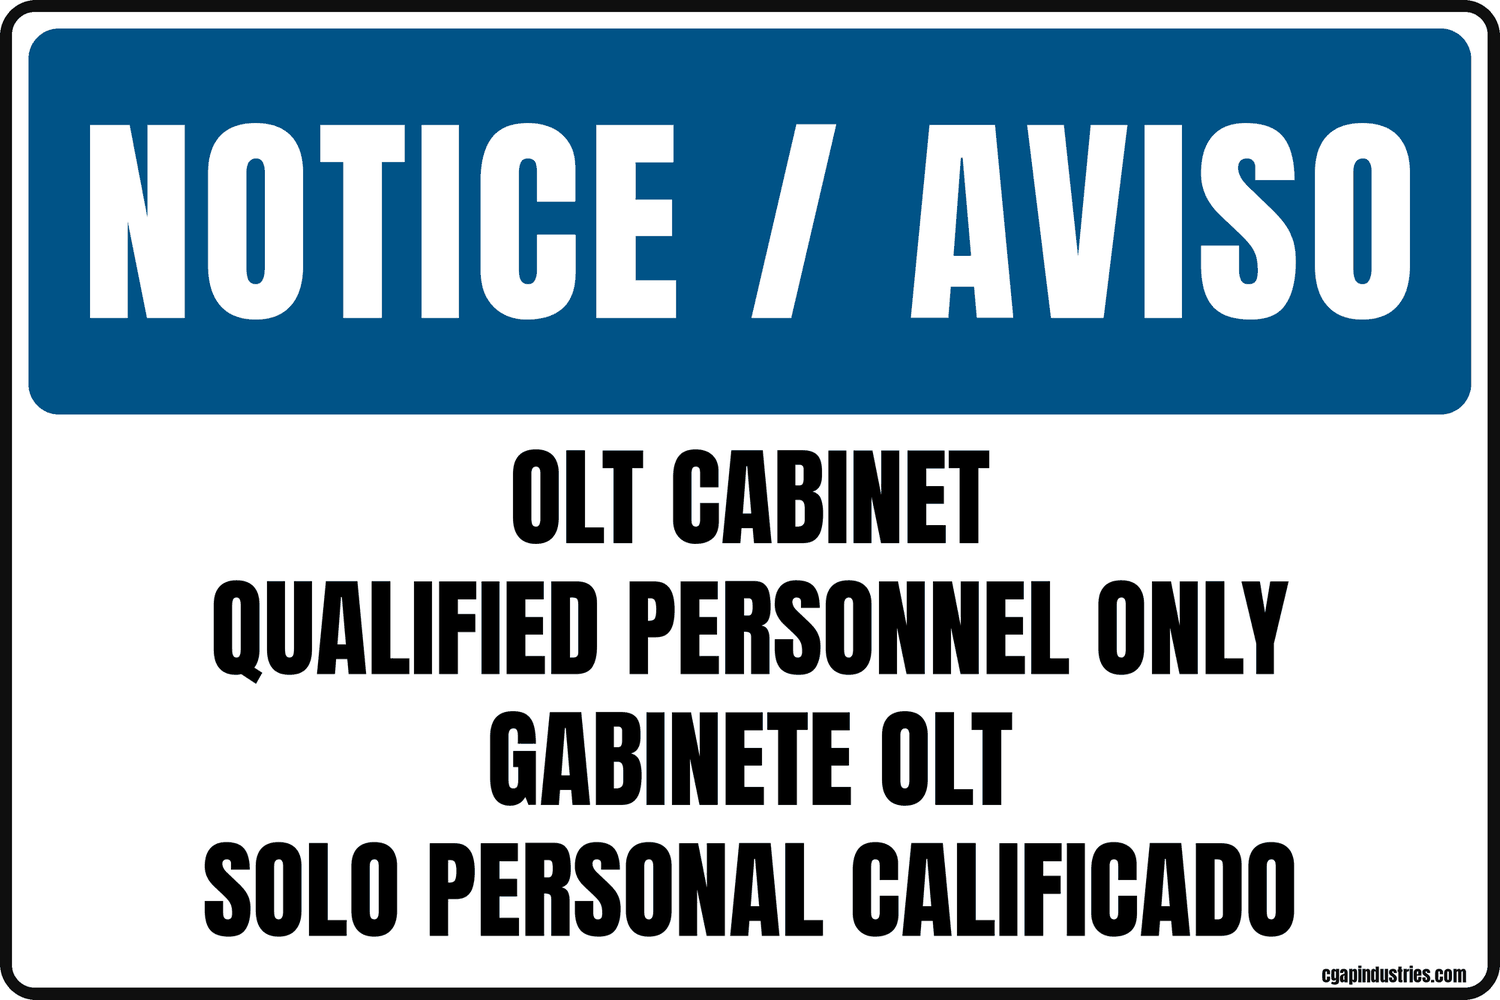 NOTICE / AVISO
OLT CABINET
QUALIFIED PERSONNEL ONLY
GABINETE OLT
SOLO PERSONAL CALIFICADO
cgapindustries.com